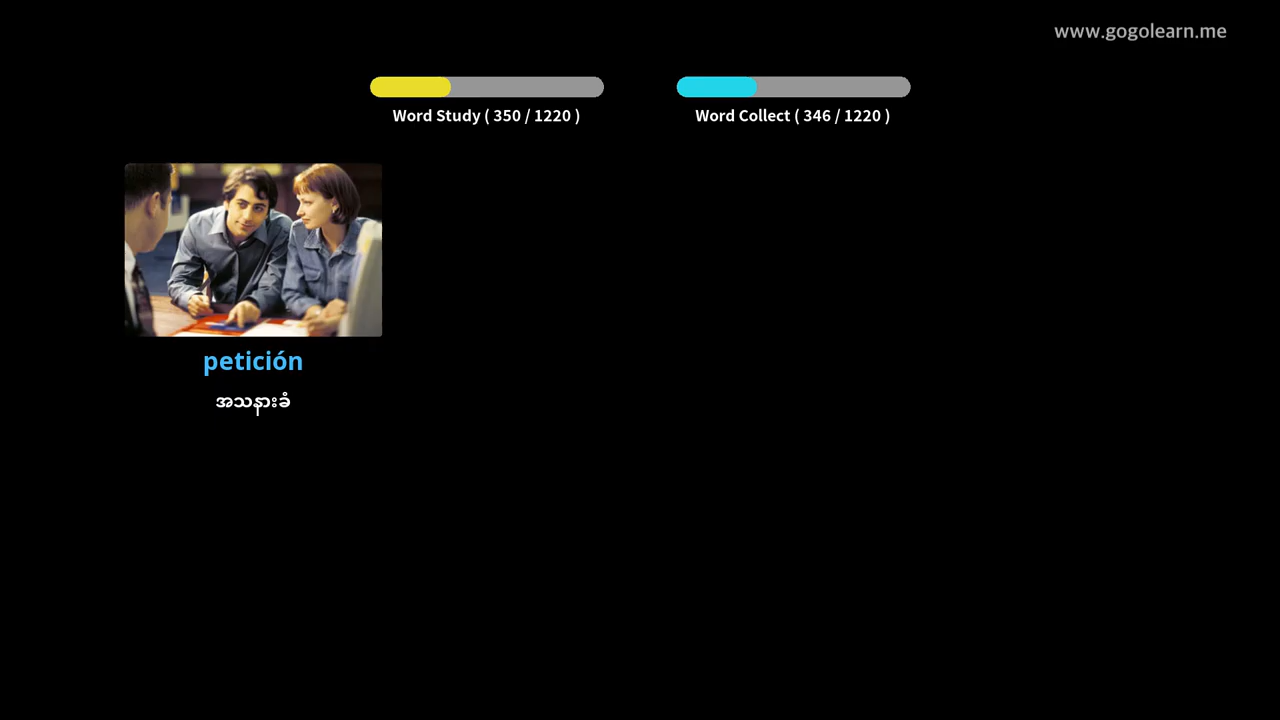 www.gogolearn.me
Word Study ( 350 / 1220 )
Word Collect ( 346 / 1220 )
petición
အသနားခံ